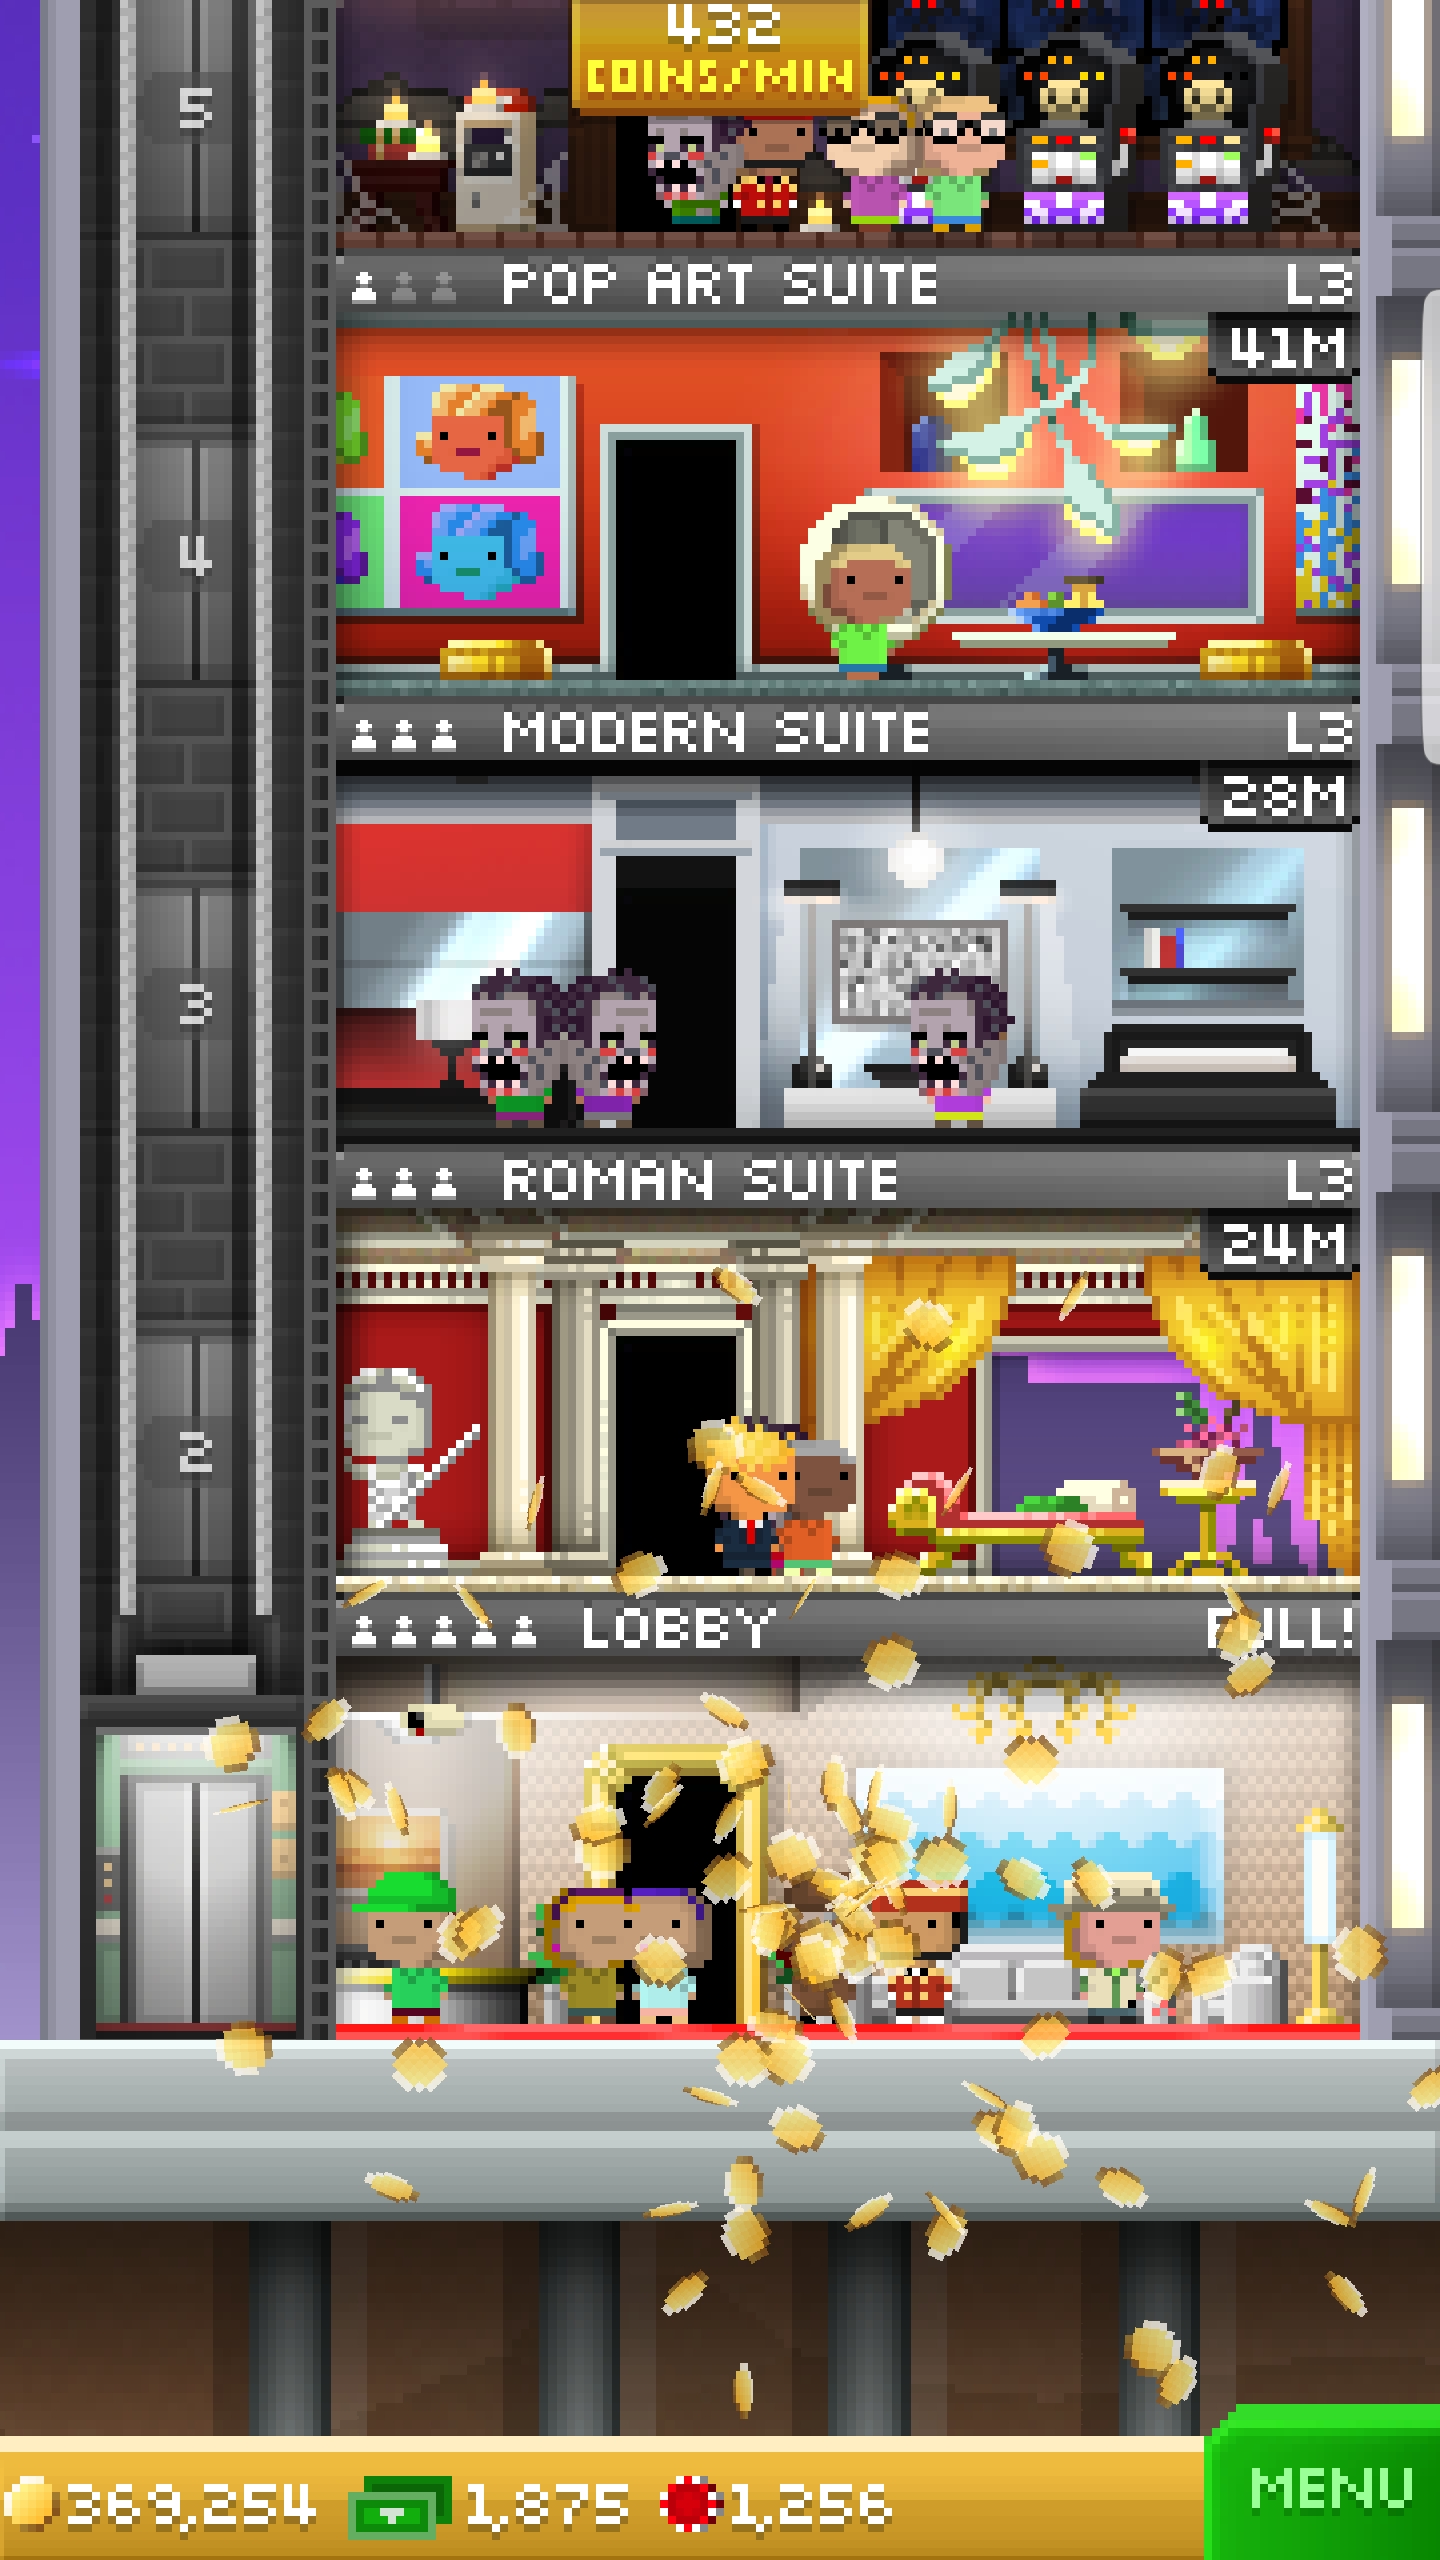 432
COINS/MIN
5
POP ART SUITE L3
41M
4
MODERN SUITE L3
28M
3
ROMAN SUITE L3
24M
2
LOBBY FULL!
369,254 1,875 1,256 MENU